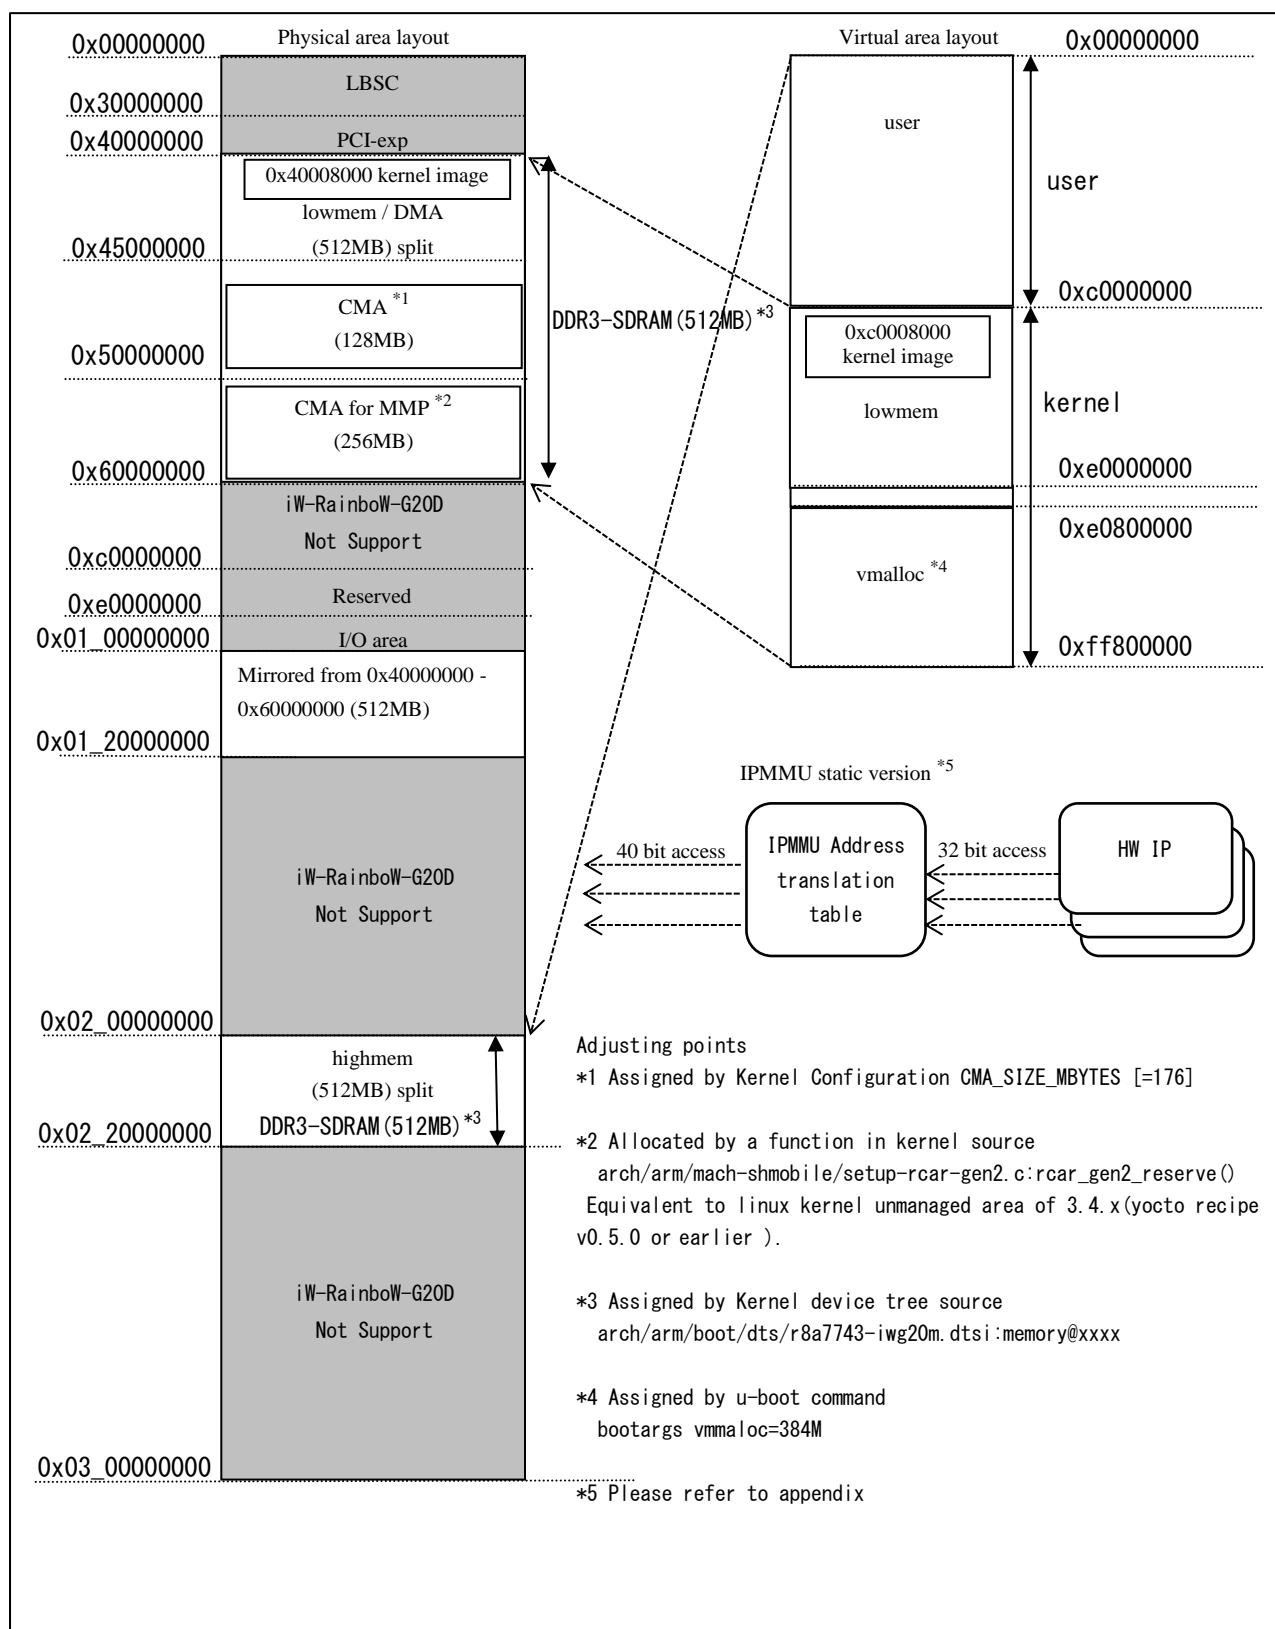 Physical area layout
0x00000000
LBSC
0x30000000
0x40000000
PCI-exp
0x40008000 kernel image
lowmem / DMA
(512MB) split
0x45000000
CMA *1
(128MB)
0x50000000
CMA for MMP *2
(256MB)
0x60000000
DDR3-SDRAM(512MB)*3
iW-RainboW-G20D
Not Support
0xc0000000
0xe0000000
Reserved
0x01_00000000
I/O area
Mirrored from 0x40000000 -
0x60000000 (512MB)
0x01_20000000
iW-RainboW-G20D
Not Support
0x02_00000000
highmem
(512MB) split
DDR3-SDRAM(512MB)*3
0x02_20000000
iW-RainboW-G20D
Not Support
0x03_00000000
Virtual area layout
0x00000000
user
user
0xc0000000
0xc0008000
kernel image
lowmem
kernel
0xe0000000
0xe0800000
vmalloc *4
0xff800000
IPMMU static version *5
40 bit access
IPMMU Address
translation
table
32 bit access
HW IP
Adjusting points
*1 Assigned by Kernel Configuration CMA_SIZE_MBYTES [=176]
*2 Allocated by a function in kernel source
arch/arm/mach-shmobile/setup-rcar-gen2.c:rcar_gen2_reserve()
Equivalent to linux kernel unmanaged area of 3.4.x(yocto recipe
v0.5.0 or earlier ).
*3 Assigned by Kernel device tree source
arch/arm/boot/dts/r8a7743-iwg20m.dtsi:memory@xxxx
*4 Assigned by u-boot command
bootargs vmmaloc=384M
*5 Please refer to appendix